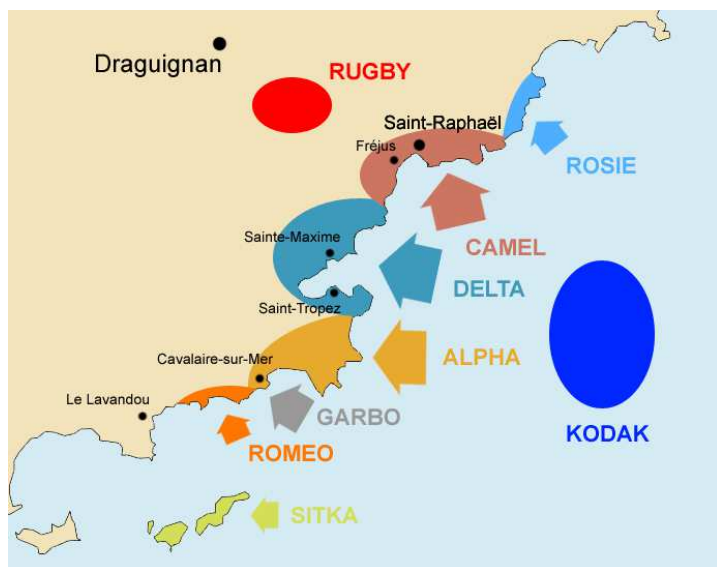 Draguignan
RUGBY
Saint-Raphaël
Fréjus
ROSIE
Sainte-Maxime
CAMEL
DELTA
Saint-Tropez
Cavalaire-sur-Mer
ALPHA
Le Lavandou
GARBO
KODAK
ROMEO
SITKA